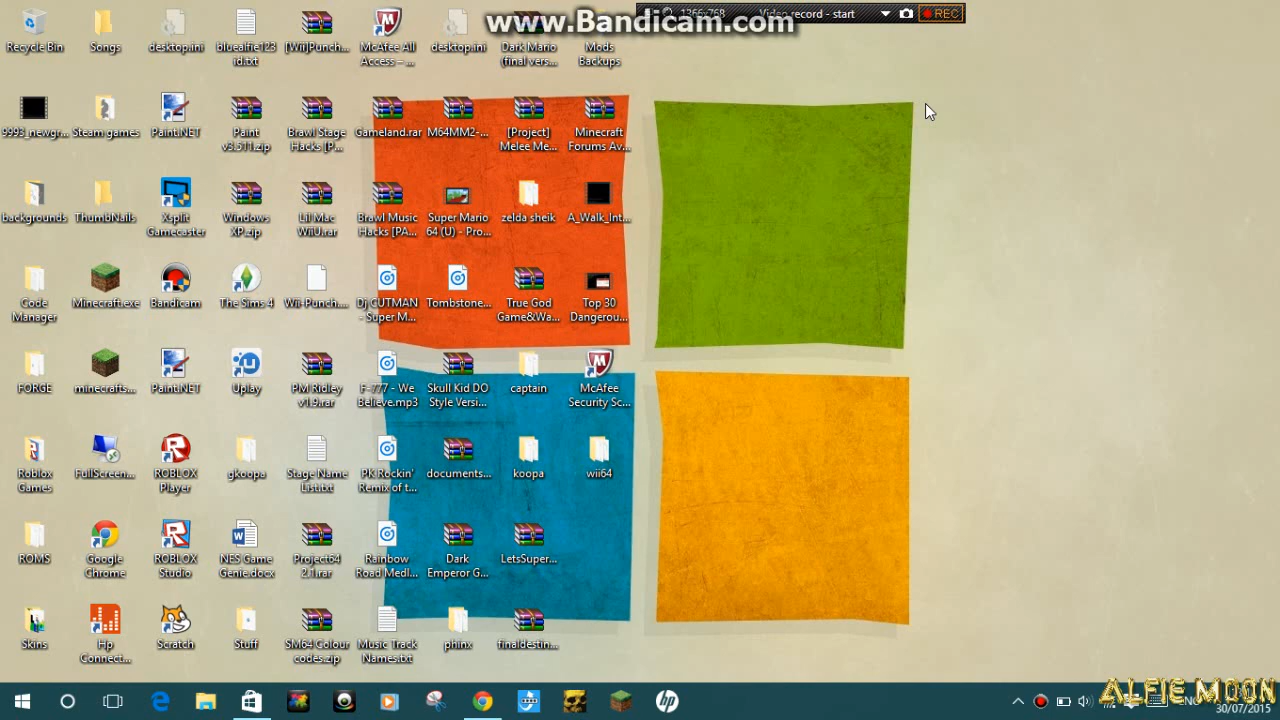 www.Bandicam.com
1366x768 Video record - start REC
Recycle Bin
Songs
desktop.ini
bluealfie123
id.txt
[Wii]Punch...
McAfee All
Access – ...
desktop.ini
Dark Mario
(final vers...
Mods
Backups
9993_newgr...
Steam games
Paint.NET
Paint
v3.511.zip
Brawl Stage
Hacks [P...
Gameland.rar
M64MM2-...
[Project]
Melee Me...
Minecraft
Forums Av...
backgrounds
ThumbNails
Xsplit
Gamecaster
Windows
XP.zip
Lil Mac
WiiU.rar
Brawl Music
Hacks [PA...
Super Mario
64 (U) - Pro...
zelda sheik
A_Walk_Int...
Code
Manager
Minecraft.exe
Bandicam
The Sims 4
Wii-Punch....
Dj CUTMAN
- Super M...
Tombstone...
True God
Game&Wa...
Top 30
Dangerou...
FORGE
minecrafts...
Paint.NET
Uplay
PM Ridley
v1.9.rar
F-777 - We
Believe.mp3
Skull Kid DO
Style Versi...
captain
McAfee
Security Sc...
Roblox
Games
FullScreen...
ROBLOX
Player
gkoopa
Stage Name
List.txt
PK Rockin'
Remix of t...
documents...
koopa
wii64
ROMS
Google
Chrome
ROBLOX
Studio
NES Game
Genie.docx
Project64
2.1.rar
Rainbow
Road Medl...
Dark
Emperor G...
LetsSuper...
Skins
Hp
Connect...
Scratch
Stuff
SM64 Colour
codes.zip
Music Track
Names.txt
phinx
finaldestin...
hp
ALFIE MOON
30/07/2015